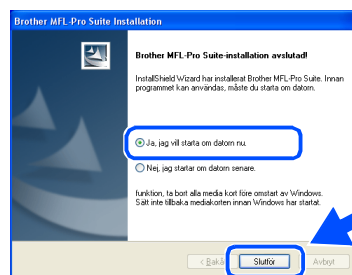 Brother MFL-Pro Suite Installation
Brother MFL-Pro Suite-installation avslutad!
InstallShield Wizard har installerat Brother MFL-Pro Suite. Innan
programmet kan användas, måste du starta om datorn.
Ja, jag vill starta om datorn nu.
Nej, jag startar om datorn senare.
funktion, ta bort alla media kort före omstart av Windows.
Sätt inte tillbaka mediakorten innan Windows har startat.
Slutför
Avbryt